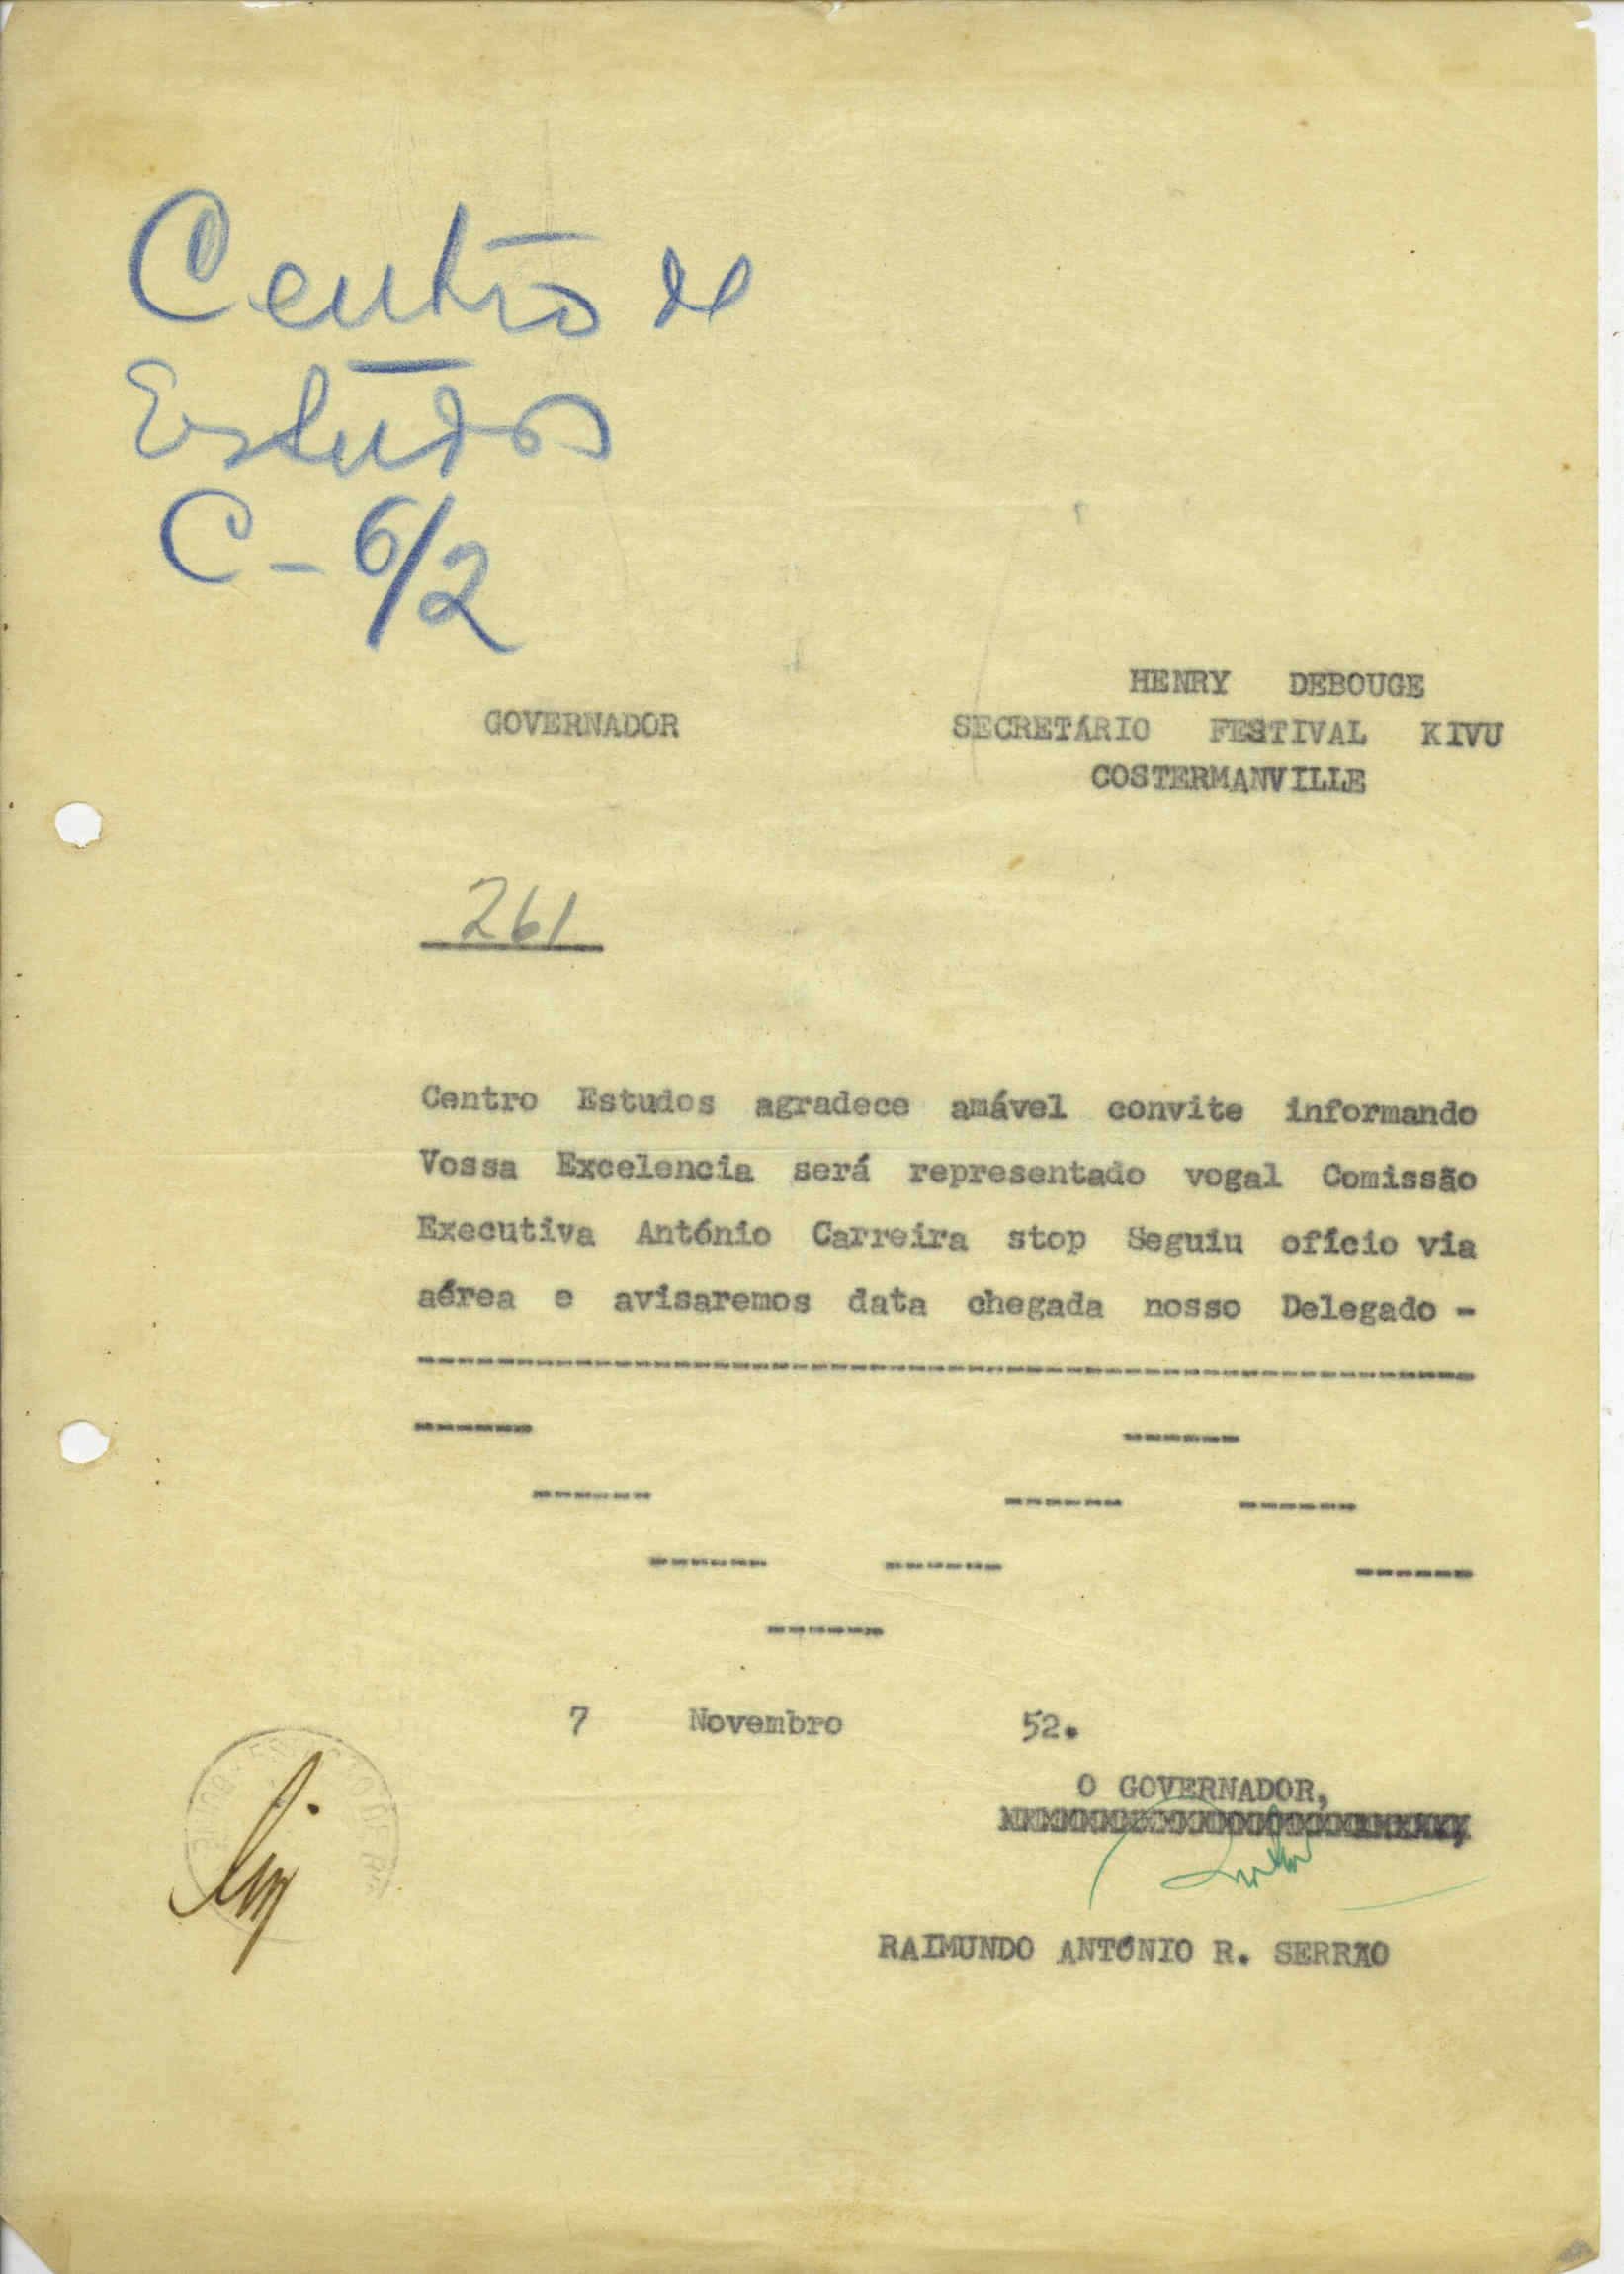 Centro de
Estudos
C - 6/2
HENRY DEBOUGE
GOVERNADOR
SECRETÁRIO FESTIVAL KIVU
COSTERMANVILLE
261
Centro Estudos agradece amável convite informando
Vossa Excelencia será representado vogal Comissão
Executiva António Carreira stop Seguiu ofício via
aérea e avisaremos data chegada nosso Delegado -
7 Novembro 52.
O GOVERNADOR,
RAIMUNDO ANTÓNIO R. SERRÃO